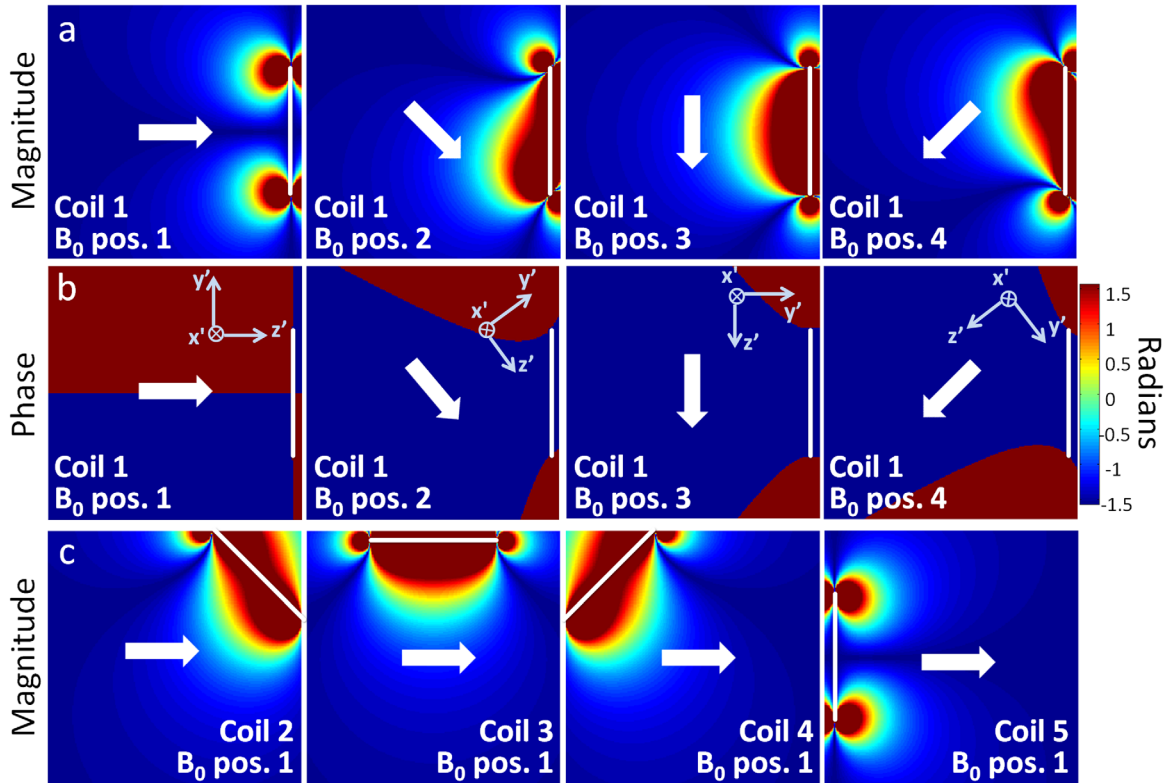 Magnitude
a
Coil 1
B₀ pos. 1
Coil 1
B₀ pos. 2
Coil 1
B₀ pos. 3
Coil 1
B₀ pos. 4
Phase
b
y'
x'
z'
Coil 1
B₀ pos. 1
y'
x'
z'
Coil 1
B₀ pos. 2
x'
y'
z'
Coil 1
B₀ pos. 3
x'
z'
y'
Coil 1
B₀ pos. 4
1.5
1
0.5
0
-0.5
-1
-1.5
Radians
Magnitude
c
Coil 2
B₀ pos. 1
Coil 3
B₀ pos. 1
Coil 4
B₀ pos. 1
Coil 5
B₀ pos. 1